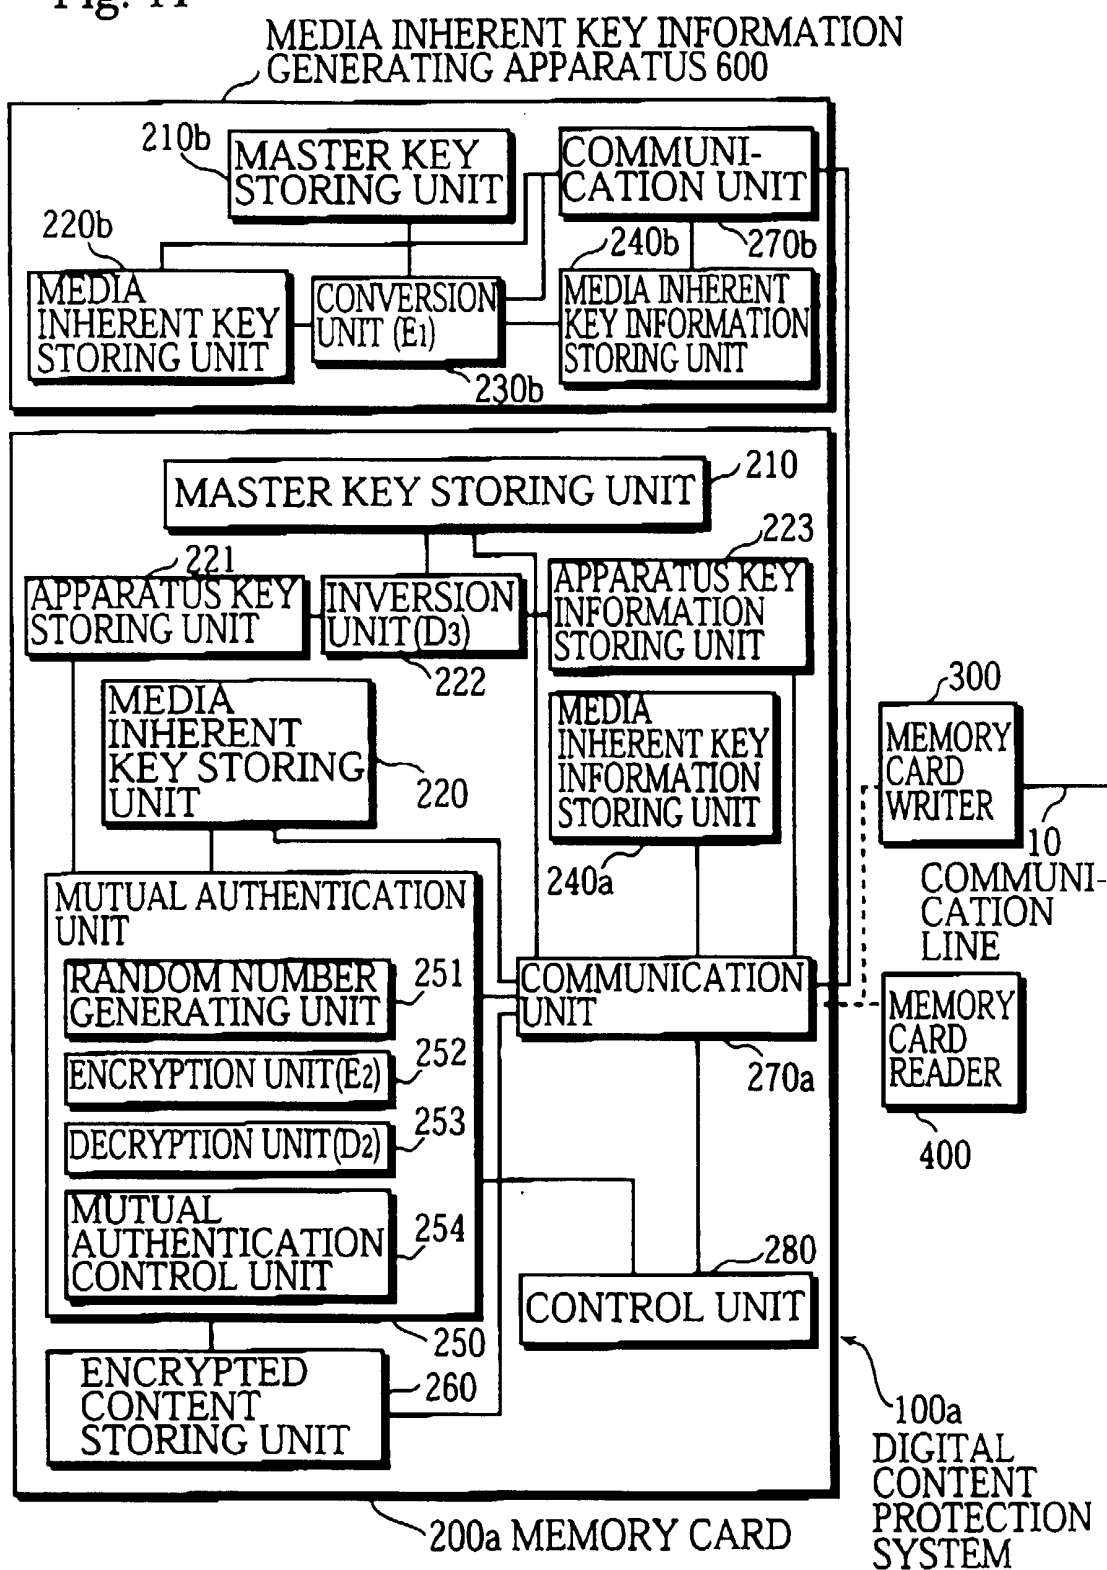 Fig. 11
MEDIA INHERENT KEY INFORMATION
GENERATING APPARATUS 600
210b
MASTER KEY
STORING UNIT
COMMUNI-
CATION UNIT
220b
240b
270b
MEDIA
INHERENT KEY
STORING UNIT
CONVERSION
UNIT (E1)
MEDIA INHERENT
KEY INFORMATION
STORING UNIT
230b
MASTER KEY STORING UNIT
210
221
223
APPARATUS KEY
STORING UNIT
INVERSION
UNIT(D3)
APPARATUS KEY
INFORMATION
STORING UNIT
222
MEDIA
INHERENT
KEY STORING
UNIT
220
MEDIA
INHERENT KEY
INFORMATION
STORING UNIT
240a
300
MEMORY
CARD
WRITER
10
COMMUNI-
CATION
LINE
MUTUAL AUTHENTICATION
UNIT
RANDOM NUMBER
GENERATING UNIT
251
COMMUNICATION
UNIT
270a
MEMORY
CARD
READER
400
ENCRYPTION UNIT(E2)
252
DECRYPTION UNIT(D2)
253
MUTUAL
AUTHENTICATION
CONTROL UNIT
254
280
CONTROL UNIT
250
ENCRYPTED
CONTENT
STORING UNIT
260
100a
DIGITAL
CONTENT
PROTECTION
SYSTEM
200a MEMORY CARD